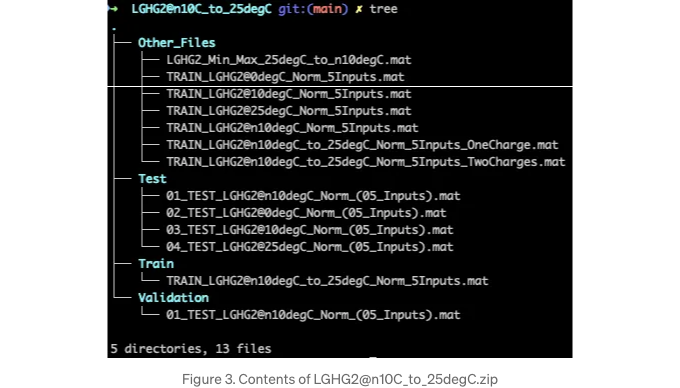 ➜ LGHG2@n10C_to_25degC git:(main) ✗ tree
.
├── Other_Files
│   ├── LGHG2_Min_Max_25degC_to_n10degC.mat
│   ├── TRAIN_LGHG2@0degC_Norm_5Inputs.mat
│   ├── TRAIN_LGHG2@10degC_Norm_5Inputs.mat
│   ├── TRAIN_LGHG2@25degC_Norm_5Inputs.mat
│   ├── TRAIN_LGHG2@n10degC_Norm_5Inputs.mat
│   ├── TRAIN_LGHG2@n10degC_to_25degC_Norm_5Inputs_OneCharge.mat
│   └── TRAIN_LGHG2@n10degC_to_25degC_Norm_5Inputs_TwoCharges.mat
├── Test
│   ├── 01_TEST_LGHG2@n10degC_Norm_(05_Inputs).mat
│   ├── 02_TEST_LGHG2@0degC_Norm_(05_Inputs).mat
│   ├── 03_TEST_LGHG2@10degC_Norm_(05_Inputs).mat
│   └── 04_TEST_LGHG2@25degC_Norm_(05_Inputs).mat
├── Train
│   └── TRAIN_LGHG2@n10degC_to_25degC_Norm_5Inputs.mat
└── Validation
    └── 01_TEST_LGHG2@n10degC_Norm_(05_Inputs).mat
5 directories, 13 files
Figure 3. Contents of LGHG2@n10C_to_25degC.zip